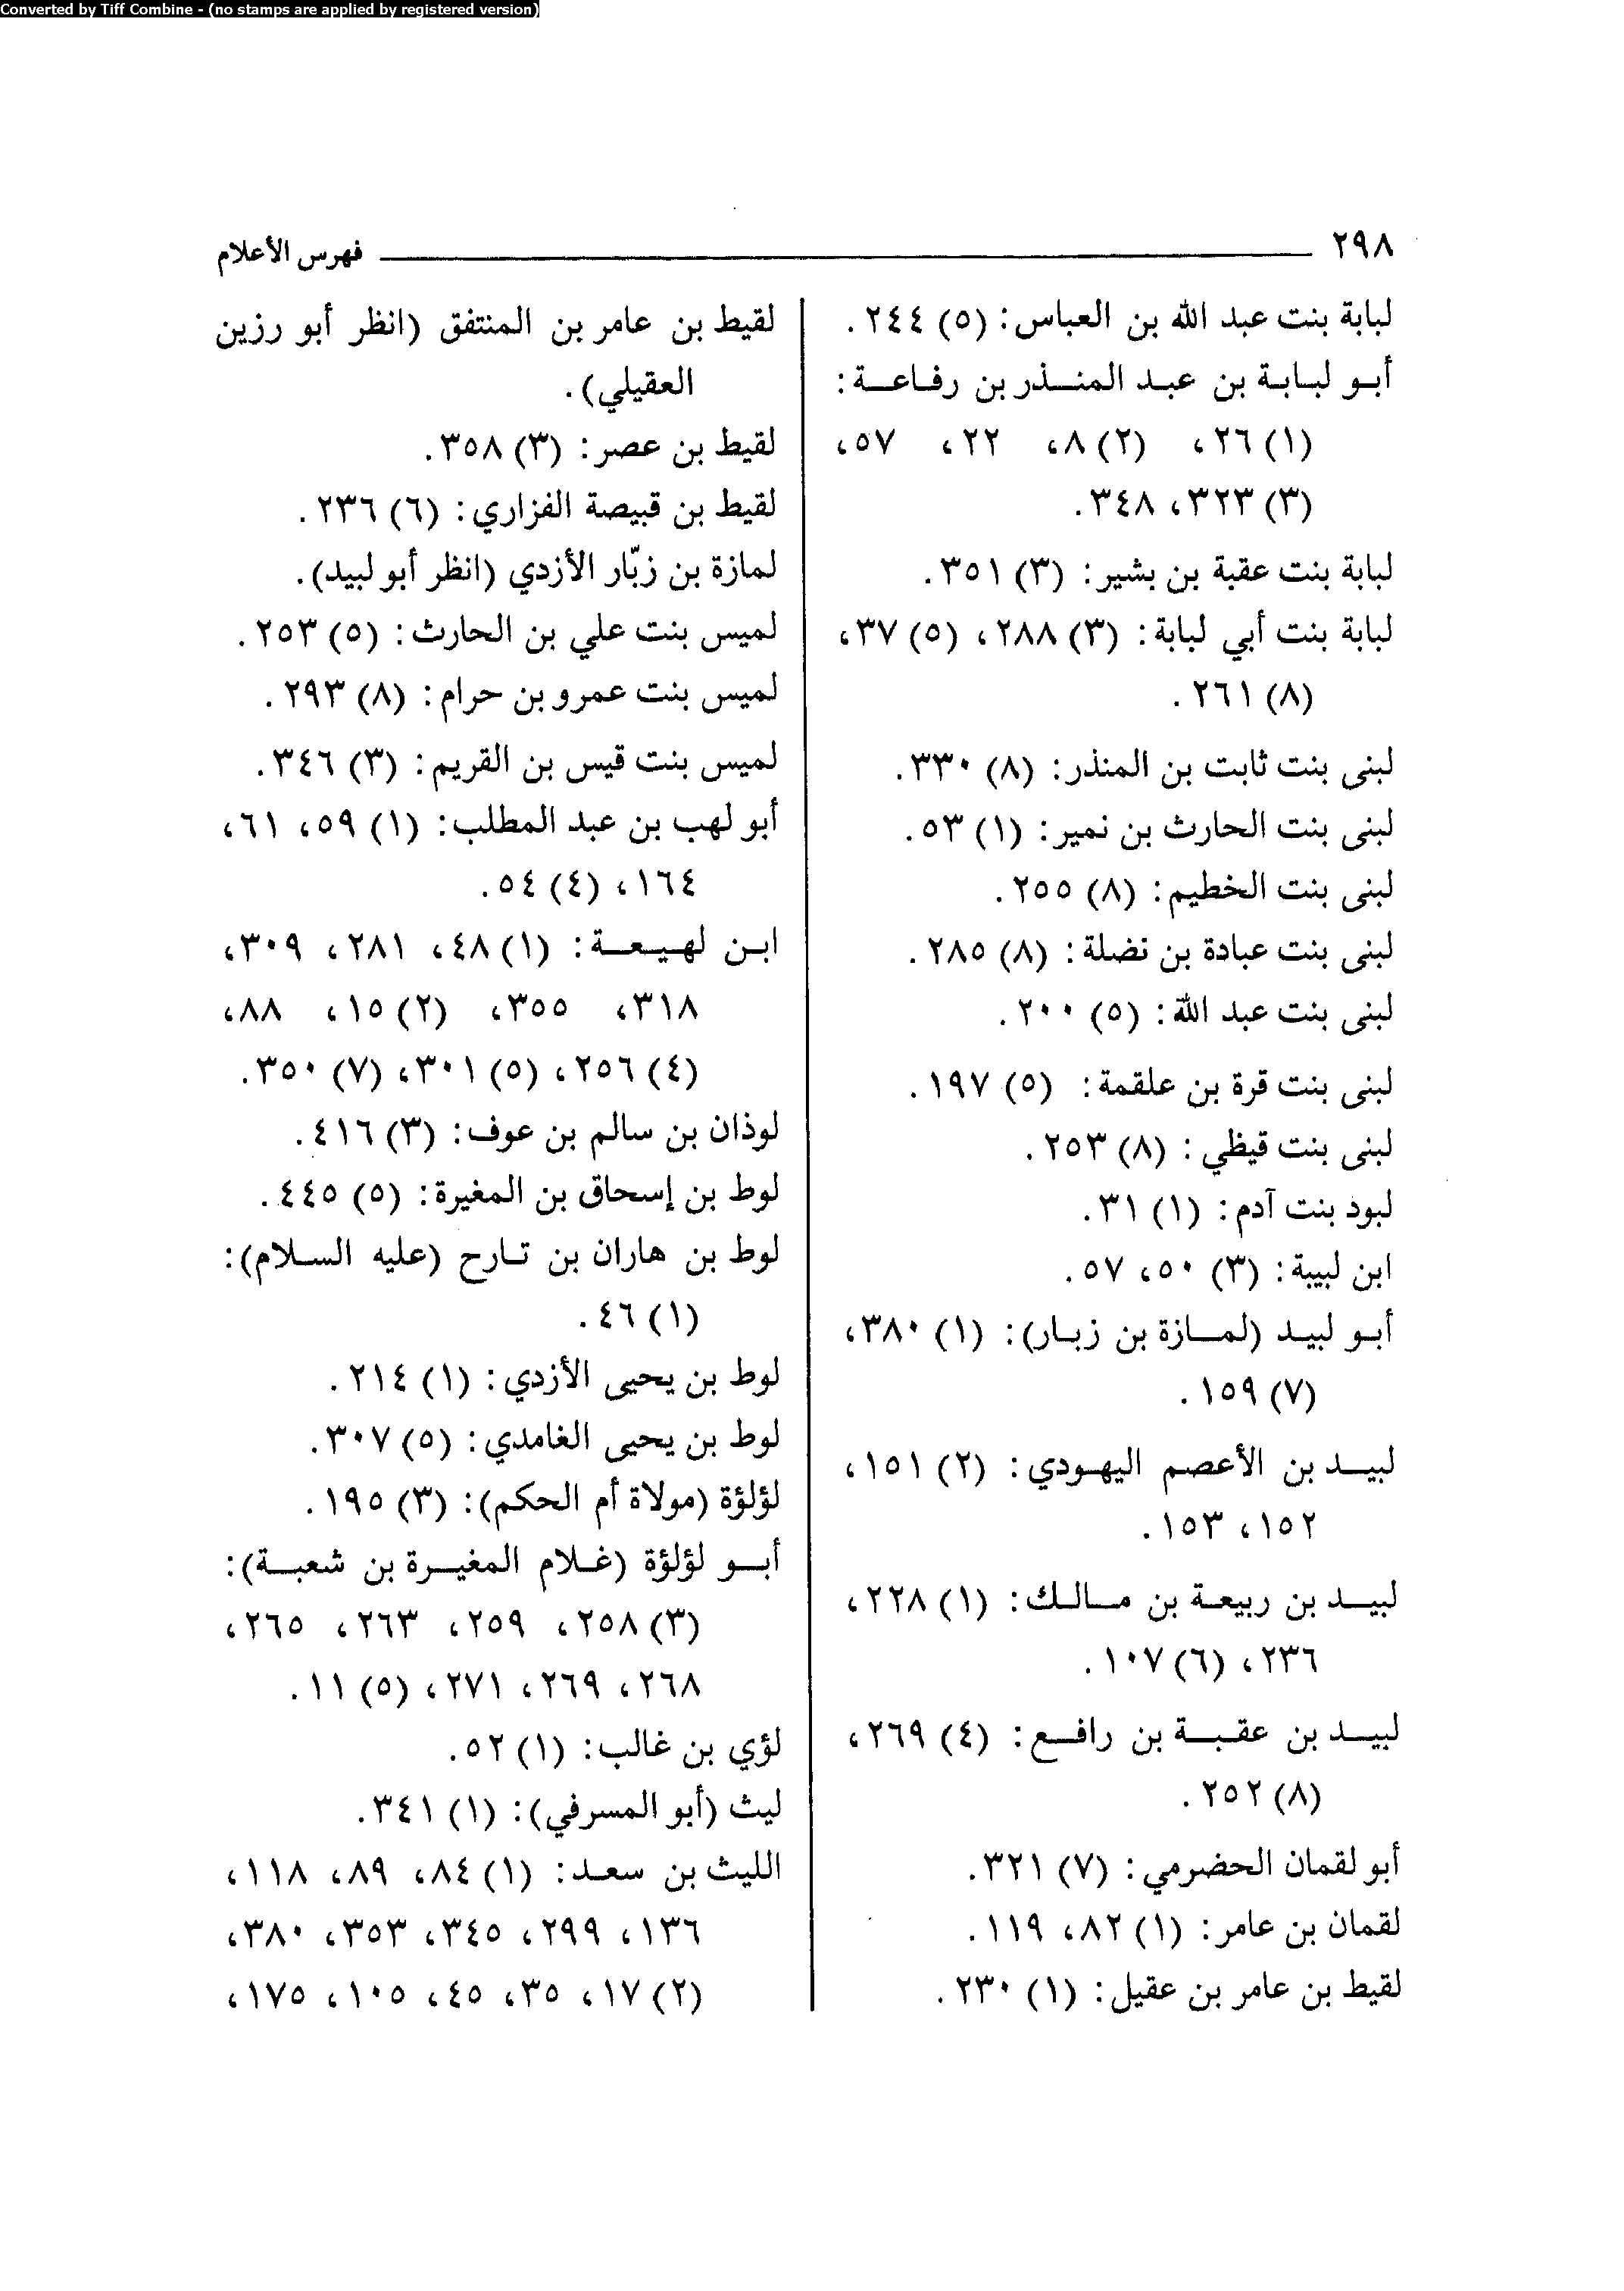 Converted by Tiff Combine - (no stamps are applied by registered version)
٢٩٨ فهرس الأعلام
لبابة بنت عبد الله بن العباس: (٥) ٢٤٤.
أبو لبابة بن عبد المنذر بن رفاعة:
(١) ٢٦، (٢) ٨، ٢٢، ٥٧،
(٣) ٣٢٣، ٣٤٨.
لبابة بنت عقبة بن بشير: (٣) ٣٥١.
لبابة بنت أبي لبابة: (٣) ٢٨٨، (٥) ٣٧،
(٨) ٢٦١.
لبنى بنت ثابت بن المنذر: (٨) ٣٣٠.
لبنى بنت الحارث بن نمير: (١) ٥٣.
لبنى بنت الخطيم: (٨) ٢٥٥.
لبنى بنت عبادة بن نضلة: (٨) ٢٨٥.
لبنى بنت عبد الله: (٥) ٢٠٠.
لبنى بنت قرة بن علقمة: (٥) ١٩٧.
لبنى بنت قيظي: (٨) ٢٥٣.
لبود بنت آدم: (١) ٣١.
ابن لبيبة: (٣) ٥٠، ٥٧.
أبو لبيد (لمازة بن زبار): (١) ٣٨٠،
(٧) ١٥٩.
لبيد بن الأعصم اليهودي: (٢) ١٥١،
١٥٢، ١٥٣.
لبيد بن ربيعة بن مالك: (١) ٢٢٨،
٢٣٦، (٦) ١٠٧.
لبيد بن عقبة بن رافع: (٤) ٢٦٩،
(٨) ٢٥٢.
أبو لقمان الحضرمي: (٧) ٣٢١.
لقمان بن عامر: (١) ٨٢، ١١٩.
لقيط بن عامر بن عقيل: (١) ٢٣٠.
لقيط بن عامر بن المنتفق (انظر أبو رزين
العقيلي).
لقيط بن عصر: (٣) ٣٥٨.
لقيط بن قبيصة الفزاري: (٦) ٢٣٦.
لمازة بن زبّار الأزدي (انظر أبو لبيد).
لميس بنت علي بن الحارث: (٥) ٢٥٣.
لميس بنت عمرو بن حرام: (٨) ٢٩٣.
لميس بنت قيس بن القريم: (٣) ٣٤٦.
أبو لهب بن عبد المطلب: (١) ٥٩، ٦١،
١٦٤، (٤) ٥٤.
ابن لهيعة: (١) ٤٨، ٢٨١، ٣٠٩،
٣١٨، ٣٥٥، (٢) ١٥، ٨٨،
(٤) ٢٥٦، (٥) ٣٠١، (٧) ٣٥٠.
لوذان بن سالم بن عوف: (٣) ٤١٦.
لوط بن إسحاق بن المغيرة: (٥) ٤٤٥.
لوط بن هاران بن تارح (عليه السلام):
(١) ٤٦.
لوط بن يحيى الأزدي: (١) ٢١٤.
لوط بن يحيى الغامدي: (٥) ٣٠٧.
لؤلؤة (مولاة أم الحكم): (٣) ١٩٥.
أبو لؤلؤة (غلام المغيرة بن شعبة):
(٣) ٢٥٨، ٢٥٩، ٢٦٣، ٢٦٥،
٢٦٨، ٢٦٩، ٢٧١، (٥) ١١.
لؤي بن غالب: (١) ٥٢.
ليث (أبو المسرفي): (١) ٣٤١.
الليث بن سعد: (١) ٨٤، ٨٩، ١١٨،
١٣٦، ٢٩٩، ٣٤٥، ٣٥٣، ٣٨٠،
(٢) ١٧، ٣٥، ٤٥، ١٠٥، ١٧٥،